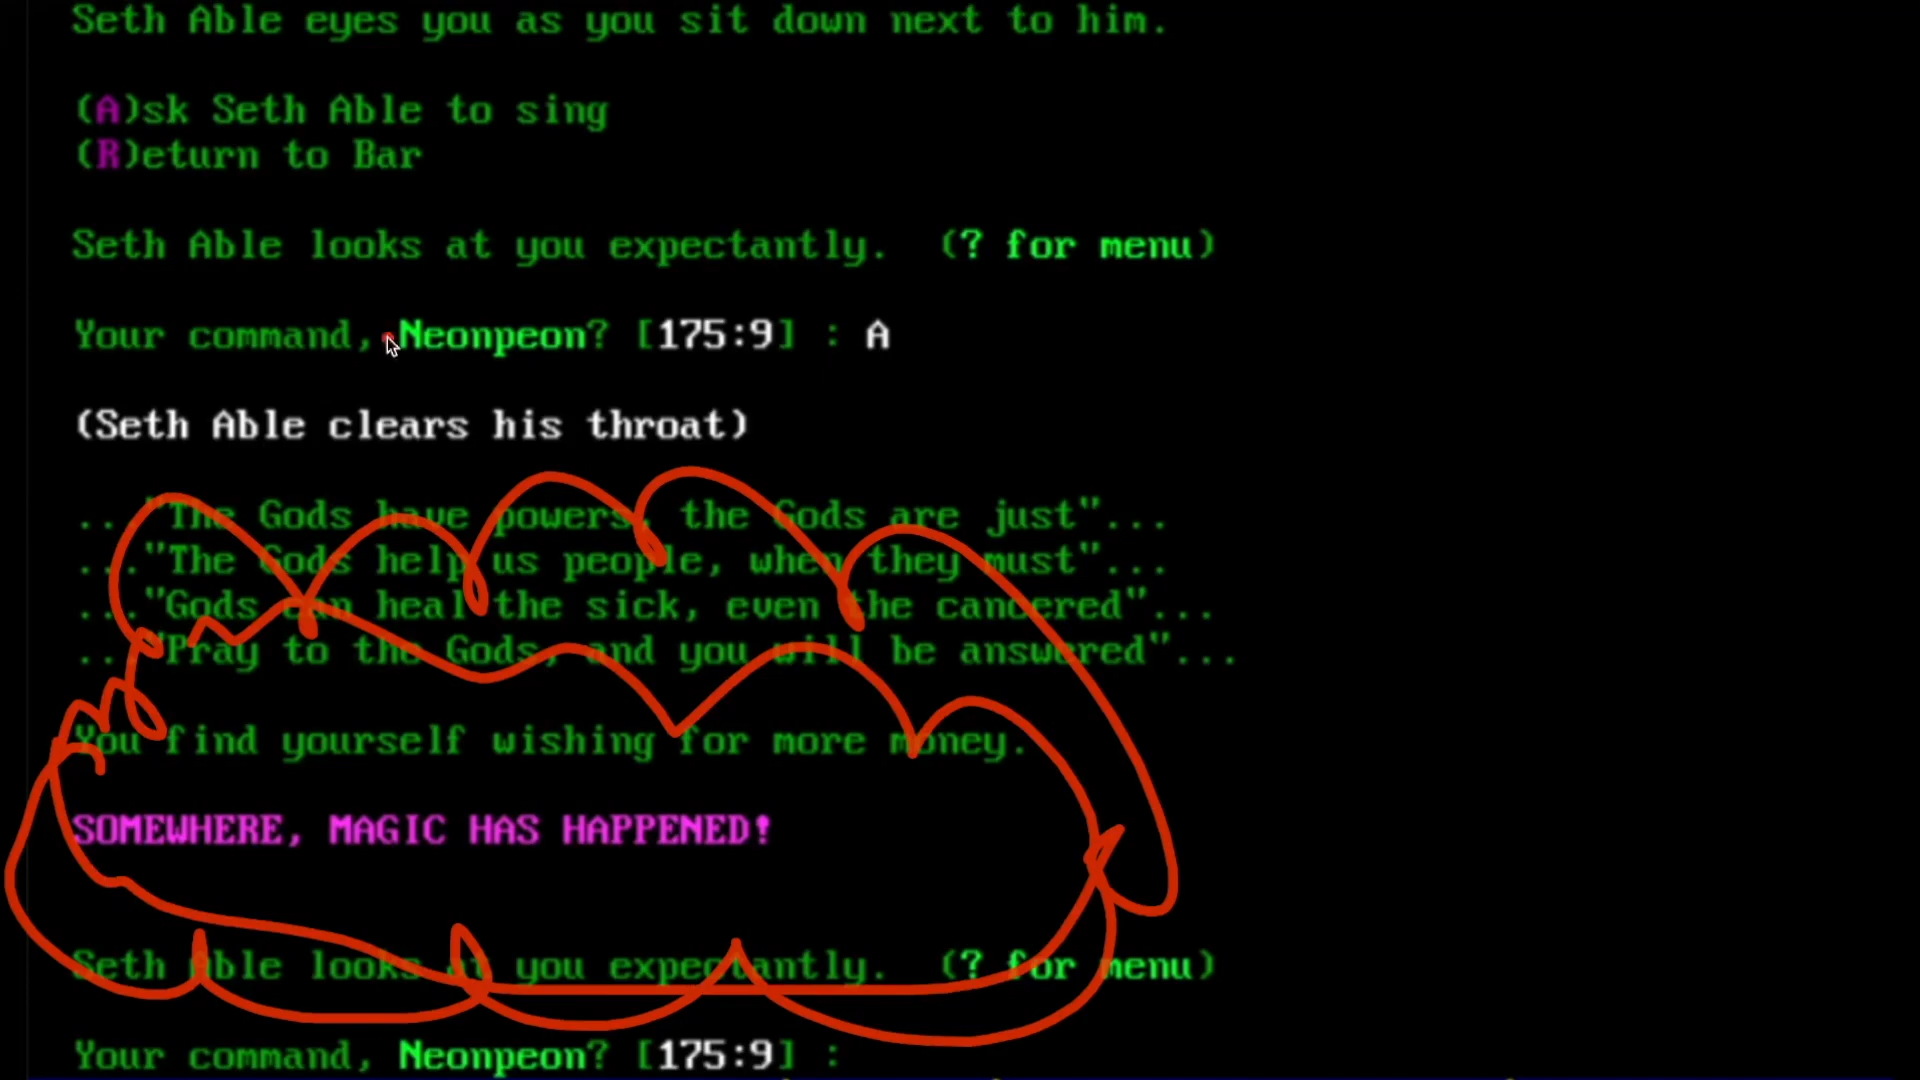 Seth Able eyes you as you sit down next to him.
(A)sk Seth Able to sing
(R)eturn to Bar
Seth Able looks at you expectantly.  (? for menu)
Your command, Neonpeon? [175:9] : A
(Seth Able clears his throat)
..."The Gods have powers, the Gods are just"...
..."The Gods help us people, when they must"...
..."Gods can heal the sick, even the cancered"...
..."Pray to the Gods, and you will be answered"...
You find yourself wishing for more money.
SOMEWHERE, MAGIC HAS HAPPENED!
Seth Able looks at you expectantly.  (? for menu)
Your command, Neonpeon? [175:9] :